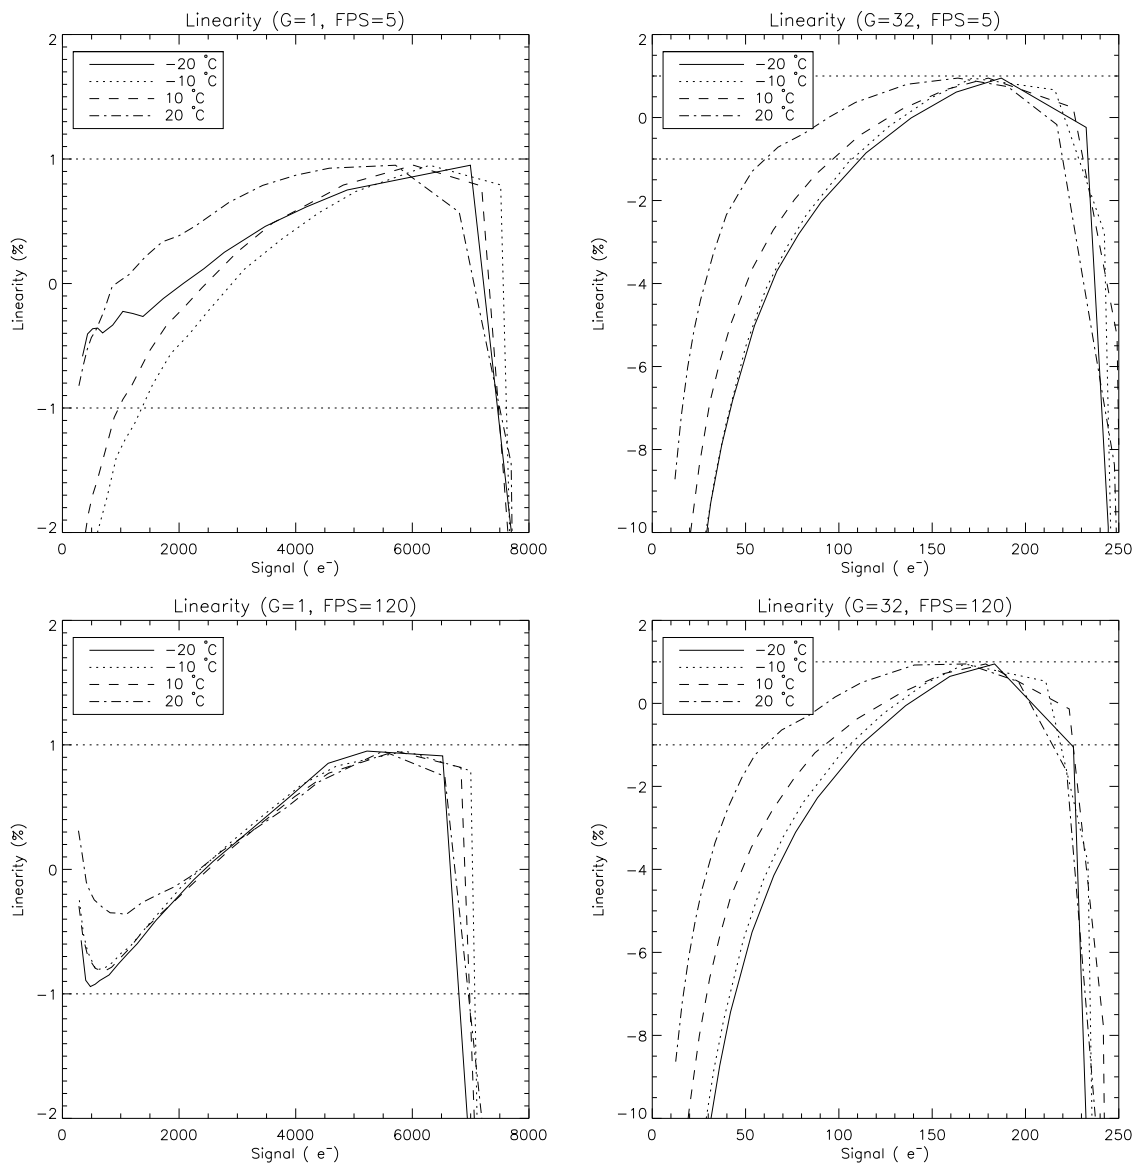 Linearity (G=1, FPS=5)
−20 °C
−10 °C
10 °C
20 °C
2
1
0
−1
−2
Linearity (%)
0 2000 4000 6000 8000
Signal ( e⁻)
Linearity (G=32, FPS=5)
−20 °C
−10 °C
10 °C
20 °C
2
0
−2
−4
−6
−8
−10
Linearity (%)
0 50 100 150 200 250
Signal ( e⁻)
Linearity (G=1, FPS=120)
−20 °C
−10 °C
10 °C
20 °C
2
1
0
−1
−2
Linearity (%)
0 2000 4000 6000 8000
Signal ( e⁻)
Linearity (G=32, FPS=120)
−20 °C
−10 °C
10 °C
20 °C
2
0
−2
−4
−6
−8
−10
Linearity (%)
0 50 100 150 200 250
Signal ( e⁻)